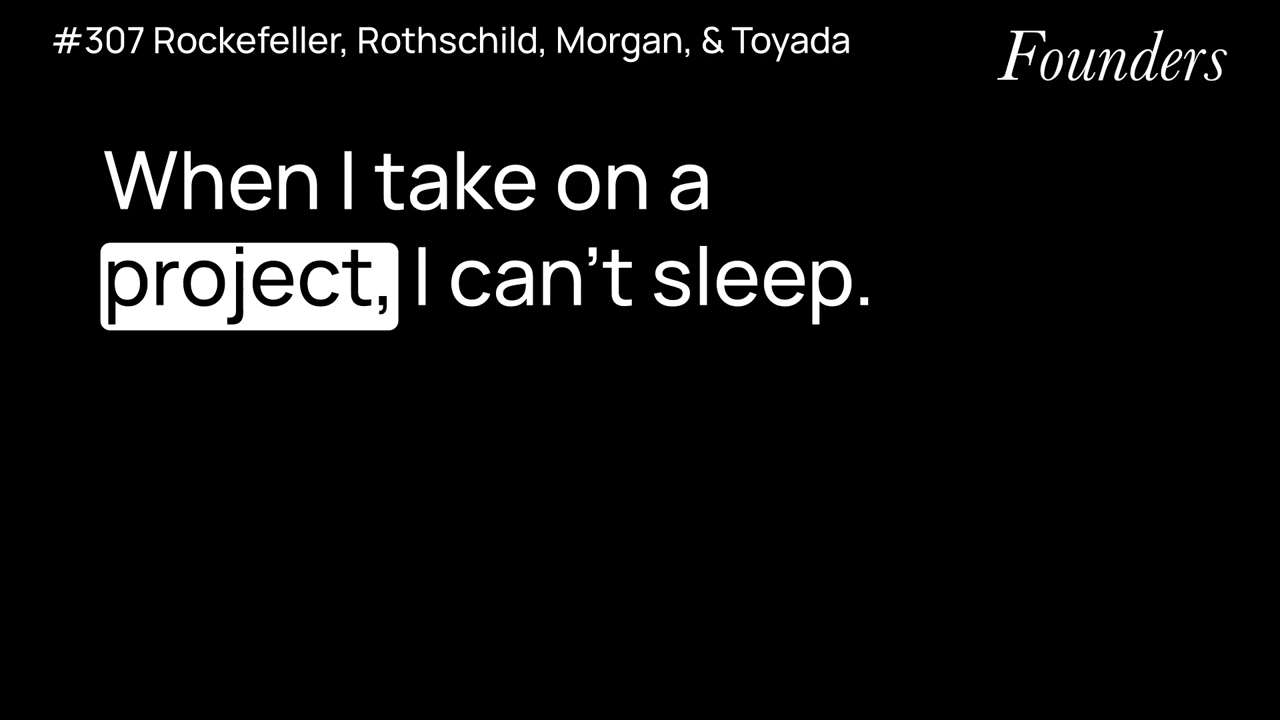 #307 Rockefeller, Rothschild, Morgan, & Toyada
Founders
When I take on a
project, I can’t sleep.